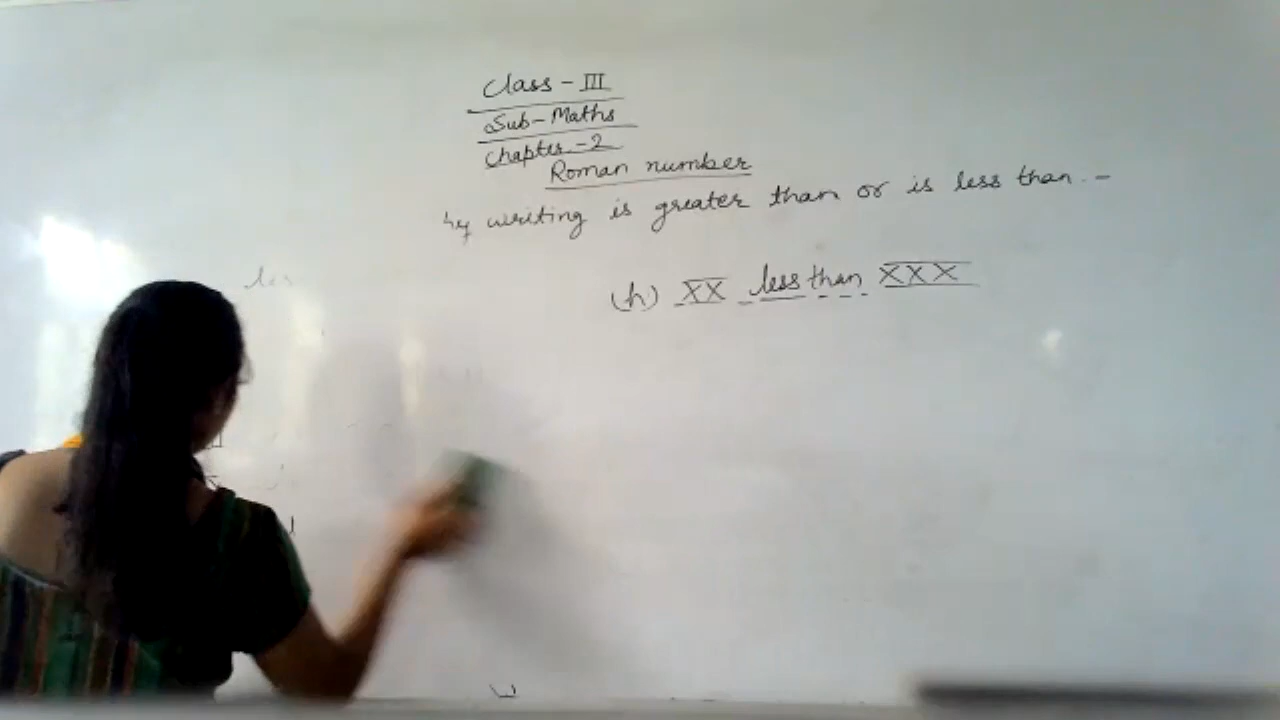 Class - III
Sub - Maths
Chapter - 2
Roman number
by writing is greater than or is less than. -
(h) XX less than XXX